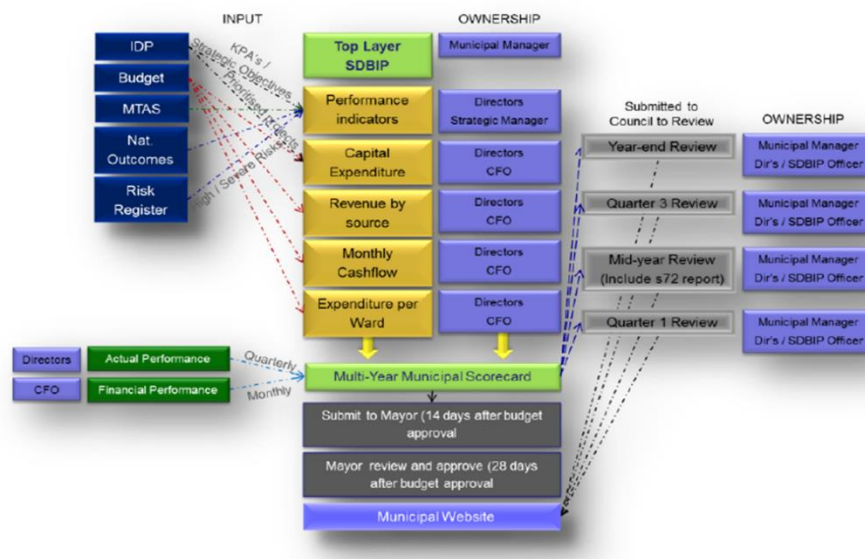 INPUT
OWNERSHIP
IDP
Budget
MTAS
Nat.
Outcomes
Risk
Register
KPA's /
Strategic Objectives
Prioritised projects
High / Severe Risks
Top Layer
SDBIP
Municipal Manager
Performance
indicators
Directors
Strategic Manager
Capital
Expenditure
Directors
CFO
Revenue by
source
Directors
CFO
Monthly
Cashflow
Directors
CFO
Expenditure per
Ward
Directors
CFO
Submitted to
Council to Review
OWNERSHIP
Year-end Review
Municipal Manager
Dir's / SDBIP Officer
Quarter 3 Review
Municipal Manager
Dir's / SDBIP Officer
Mid-year Review
(Include s72 report)
Municipal Manager
Dir's / SDBIP Officer
Quarter 1 Review
Municipal Manager
Dir's / SDBIP Officer
Directors
Actual Performance
Quarterly
CFO
Financial Performance
Monthly
Multi-Year Municipal Scorecard
Submit to Mayor (14 days after budget
approval
Mayor review and approve (28 days
after budget approval
Municipal Website